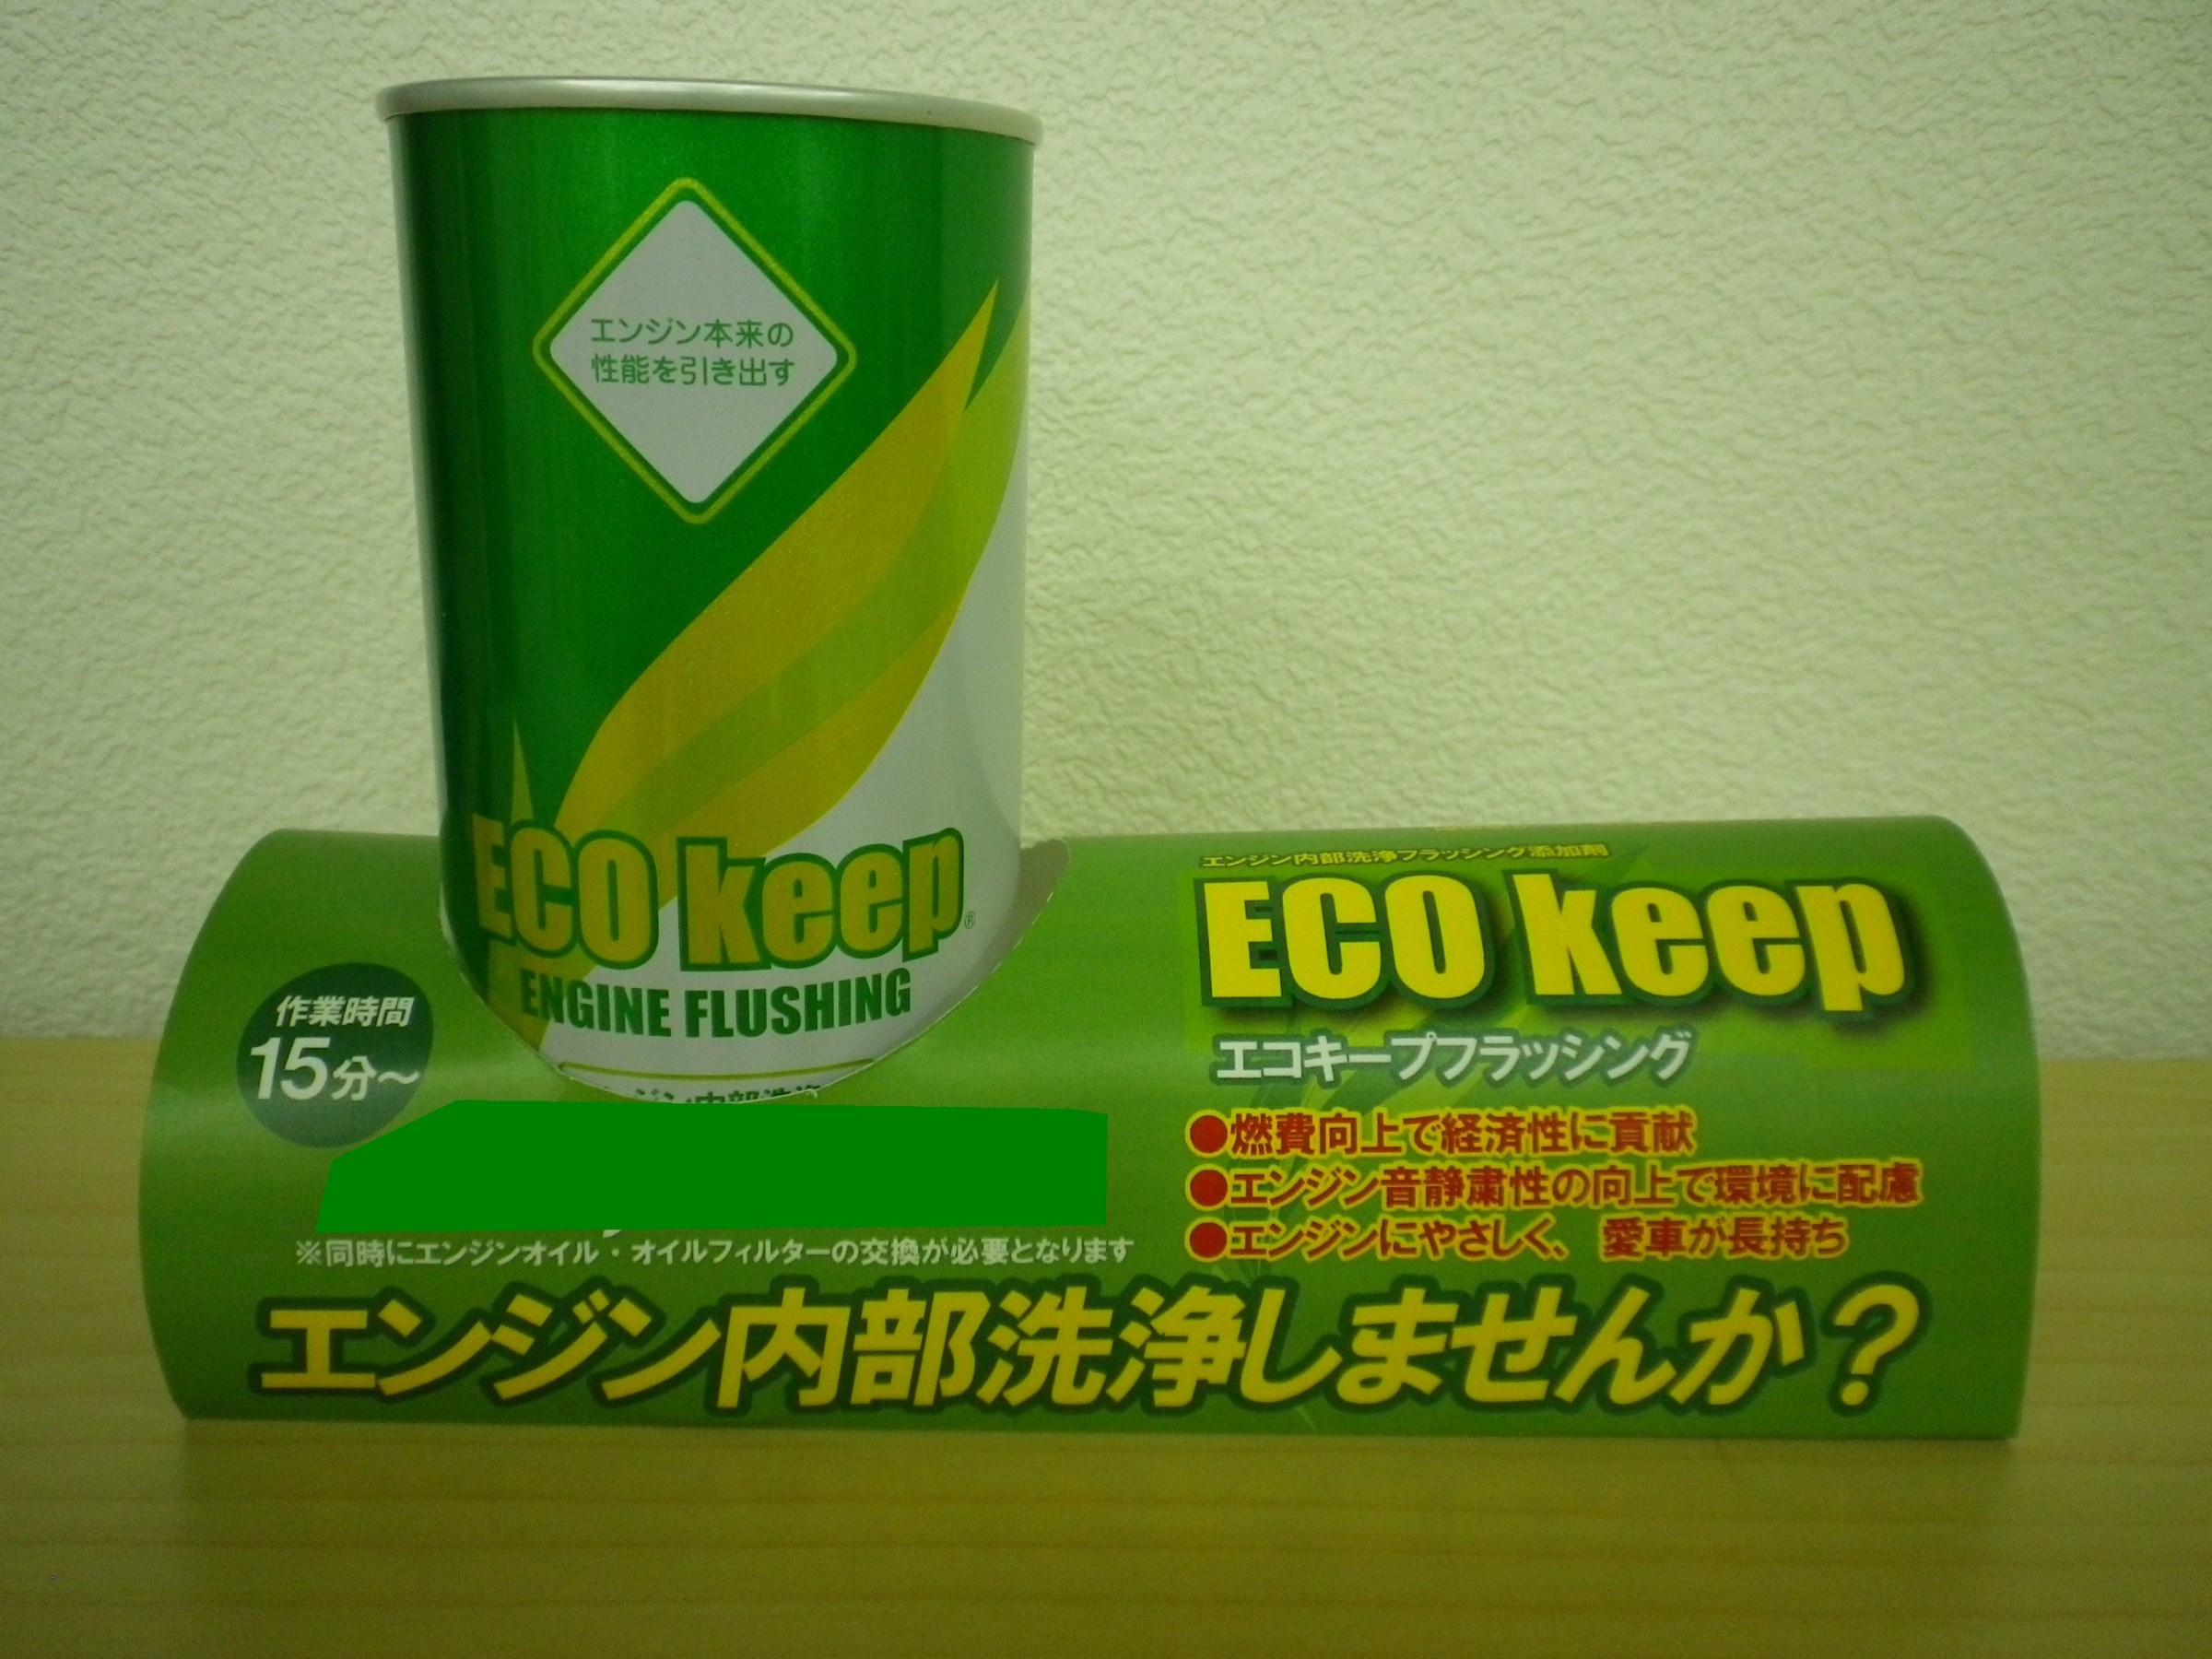 エンジン本来の
性能を引き出す
ECO keep®
ENGINE FLUSHING
エンジン内部洗浄フラッシング添加剤
ECO keep
エコキープフラッシング
作業時間
15分～
●燃費向上で経済性に貢献
●エンジン音静粛性の向上で環境に配慮
●エンジンにやさしく、愛車が長持ち
※同時にエンジンオイル・オイルフィルターの交換が必要となります
エンジン内部洗浄しませんか？